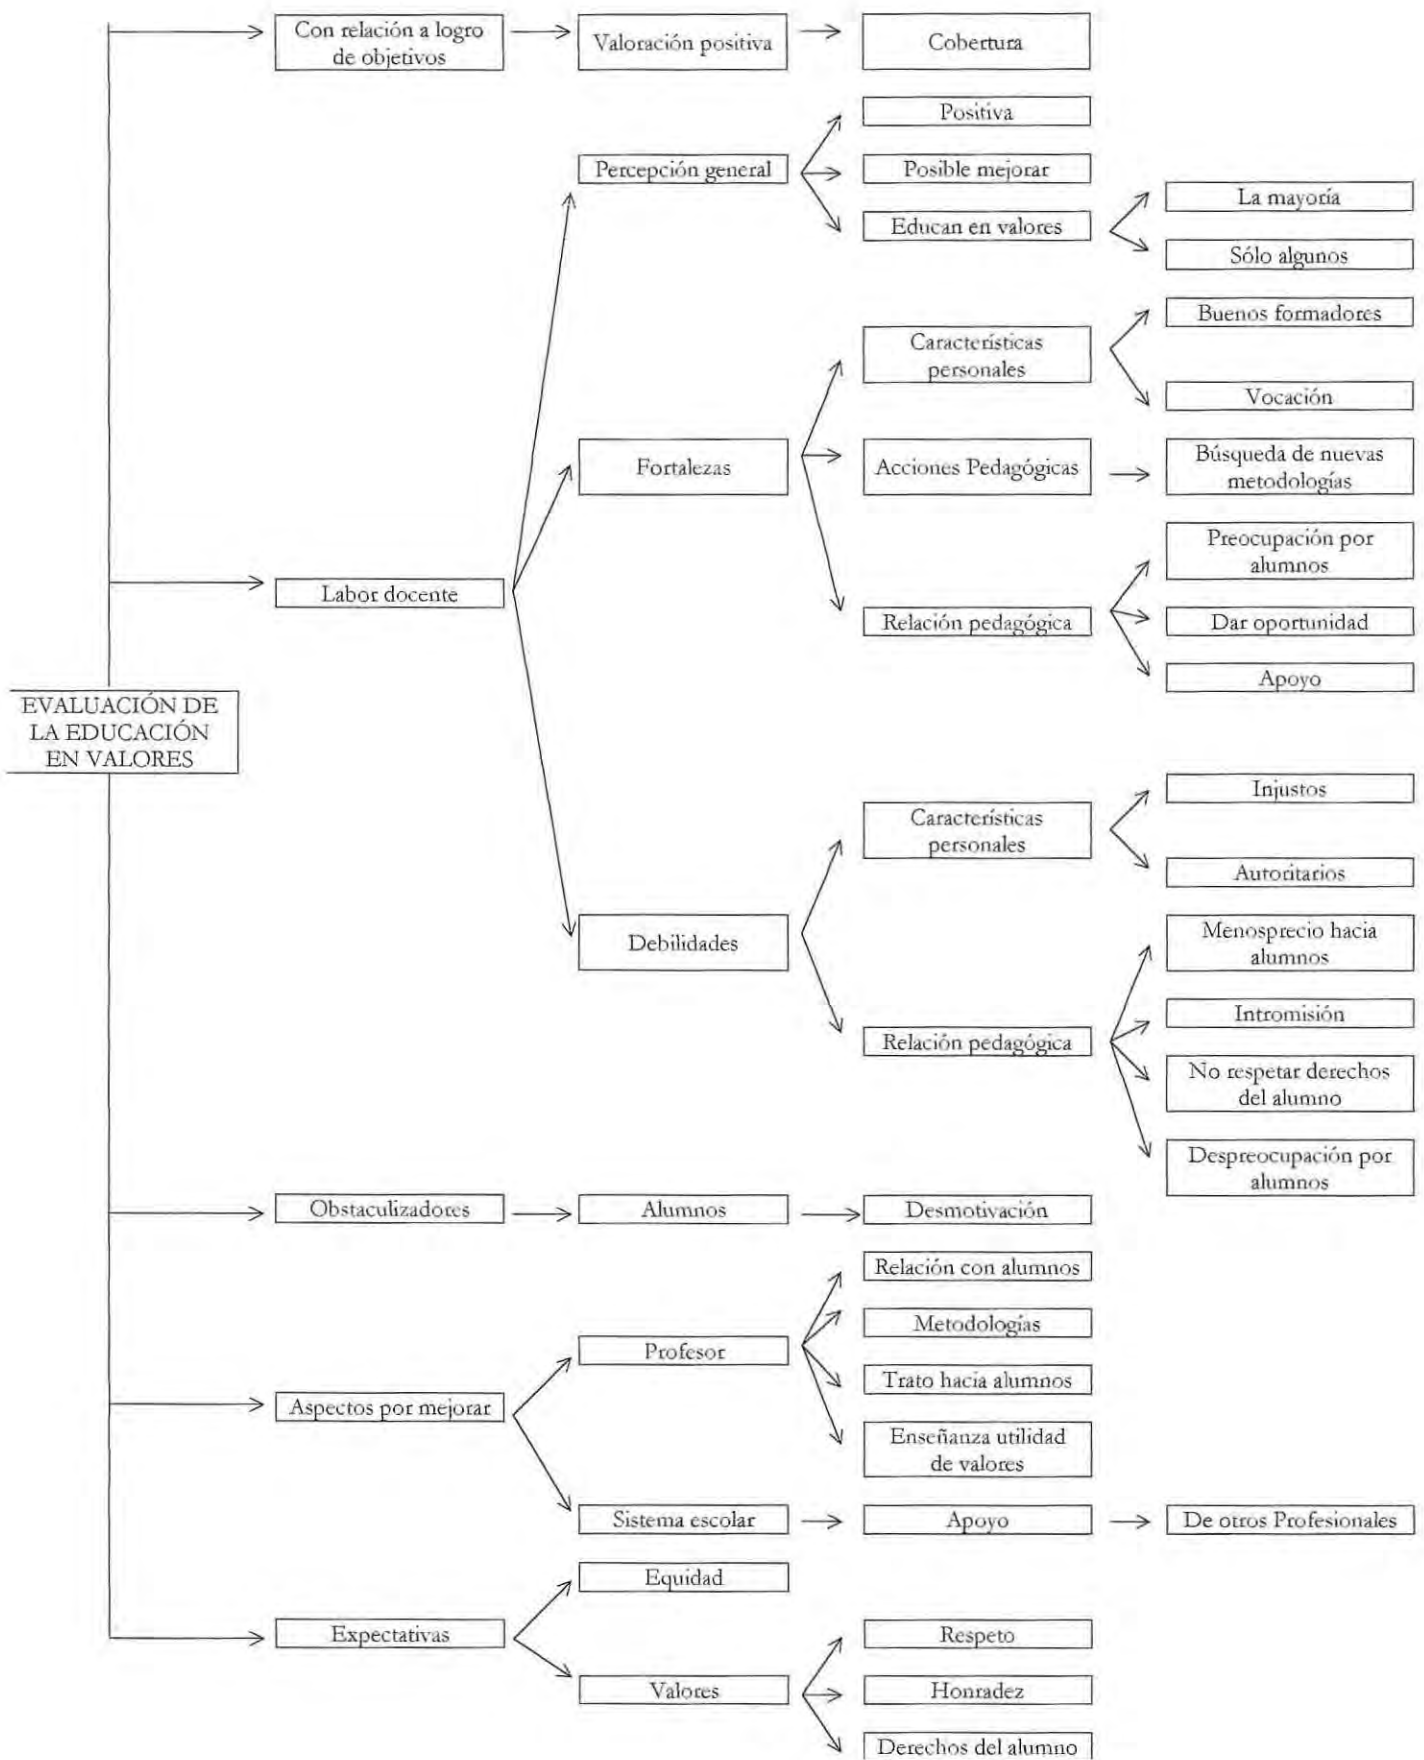 Con relación a logro
de objetivos
Valoración positiva
Cobertura
Positiva
Percepción general
Posible mejorar
Educan en valores
La mayoría
Sólo algunos
Buenos formadores
Características
personales
Vocación
Fortalezas
Acciones Pedagógicas
Búsqueda de nuevas
metodologías
Preocupación por
alumnos
Labor docente
Relación pedagógica
Dar oportunidad
Apoyo
EVALUACIÓN DE
LA EDUCACIÓN
EN VALORES
Injustos
Características
personales
Autoritarios
Debilidades
Menosprecio hacia
alumnos
Intromisión
Relación pedagógica
No respetar derechos
del alumno
Despreocupación por
alumnos
Obstaculizadores
Alumnos
Desmotivación
Relación con alumnos
Metodologías
Profesor
Trato hacia alumnos
Aspectos por mejorar
Enseñanza utilidad
de valores
Sistema escolar
Apoyo
De otros Profesionales
Equidad
Expectativas
Respeto
Valores
Honradez
Derechos del alumno